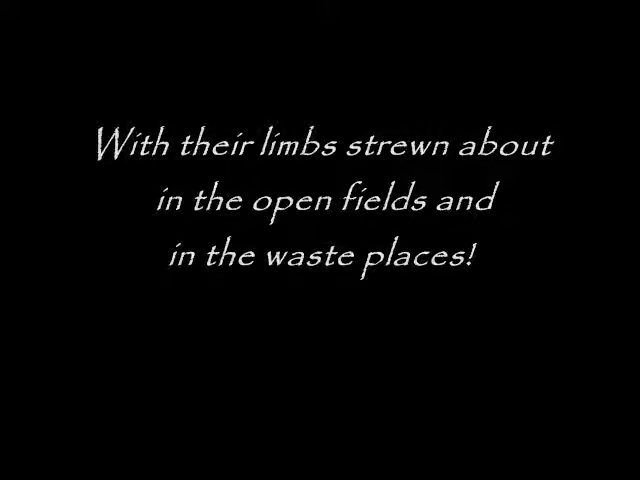 With their limbs strewn about
in the open fields and
in the waste places!